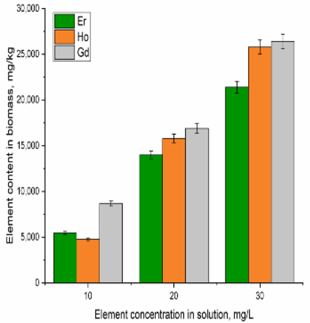 30,000
25,000
20,000
15,000
10,000
5,000
0
Element content in biomass, mg/kg
Er
Ho
Gd
10
20
30
Element concentration in solution, mg/L